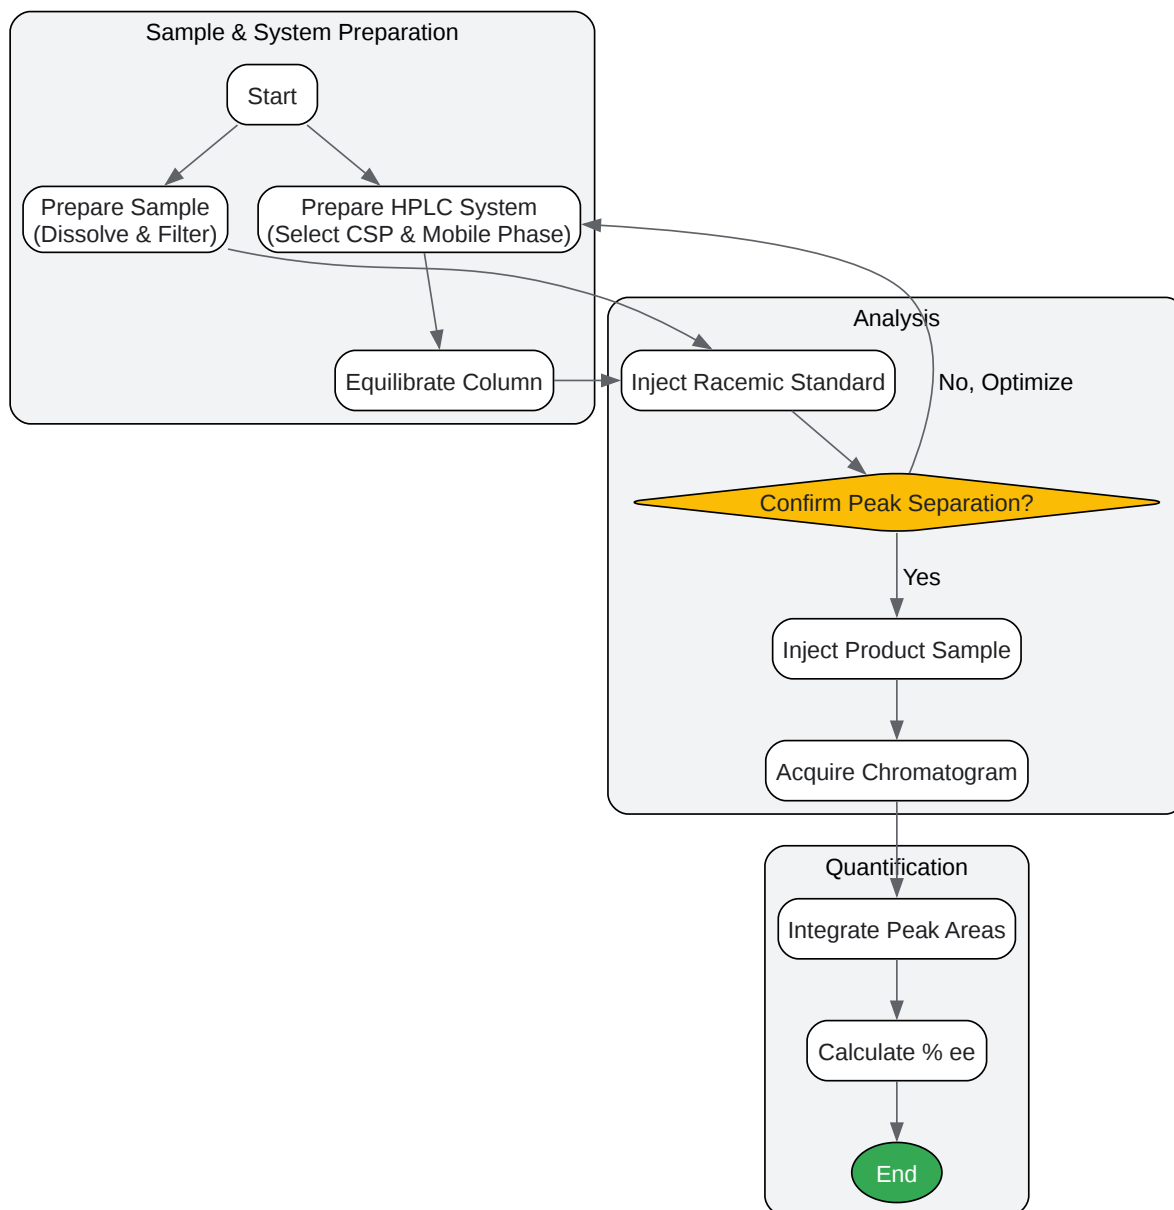 Sample & System Preparation
Start
Prepare Sample
(Dissolve & Filter)
Prepare HPLC System
(Select CSP & Mobile Phase)
Equilibrate Column
Analysis
Inject Racemic Standard
No, Optimize
Confirm Peak Separation?
Yes
Inject Product Sample
Acquire Chromatogram
Quantification
Integrate Peak Areas
Calculate % ee
End